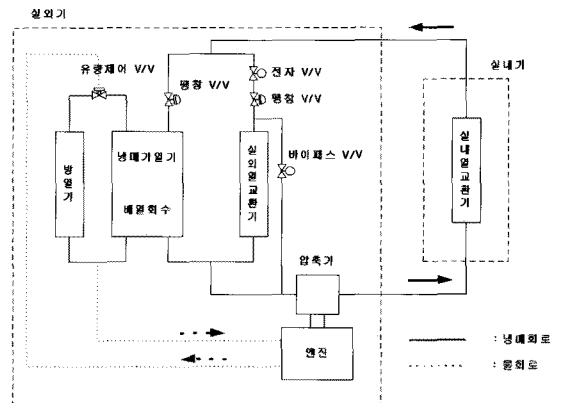 실외기
유량제어 V/V
팽창 V/V
전자 V/V
팽창 V/V
바이패스 V/V
실내기
방열기
냉매가열기
배열회수
실외열교환기
실내열교환기
압축기
엔진
: 냉매회로
: 물회로